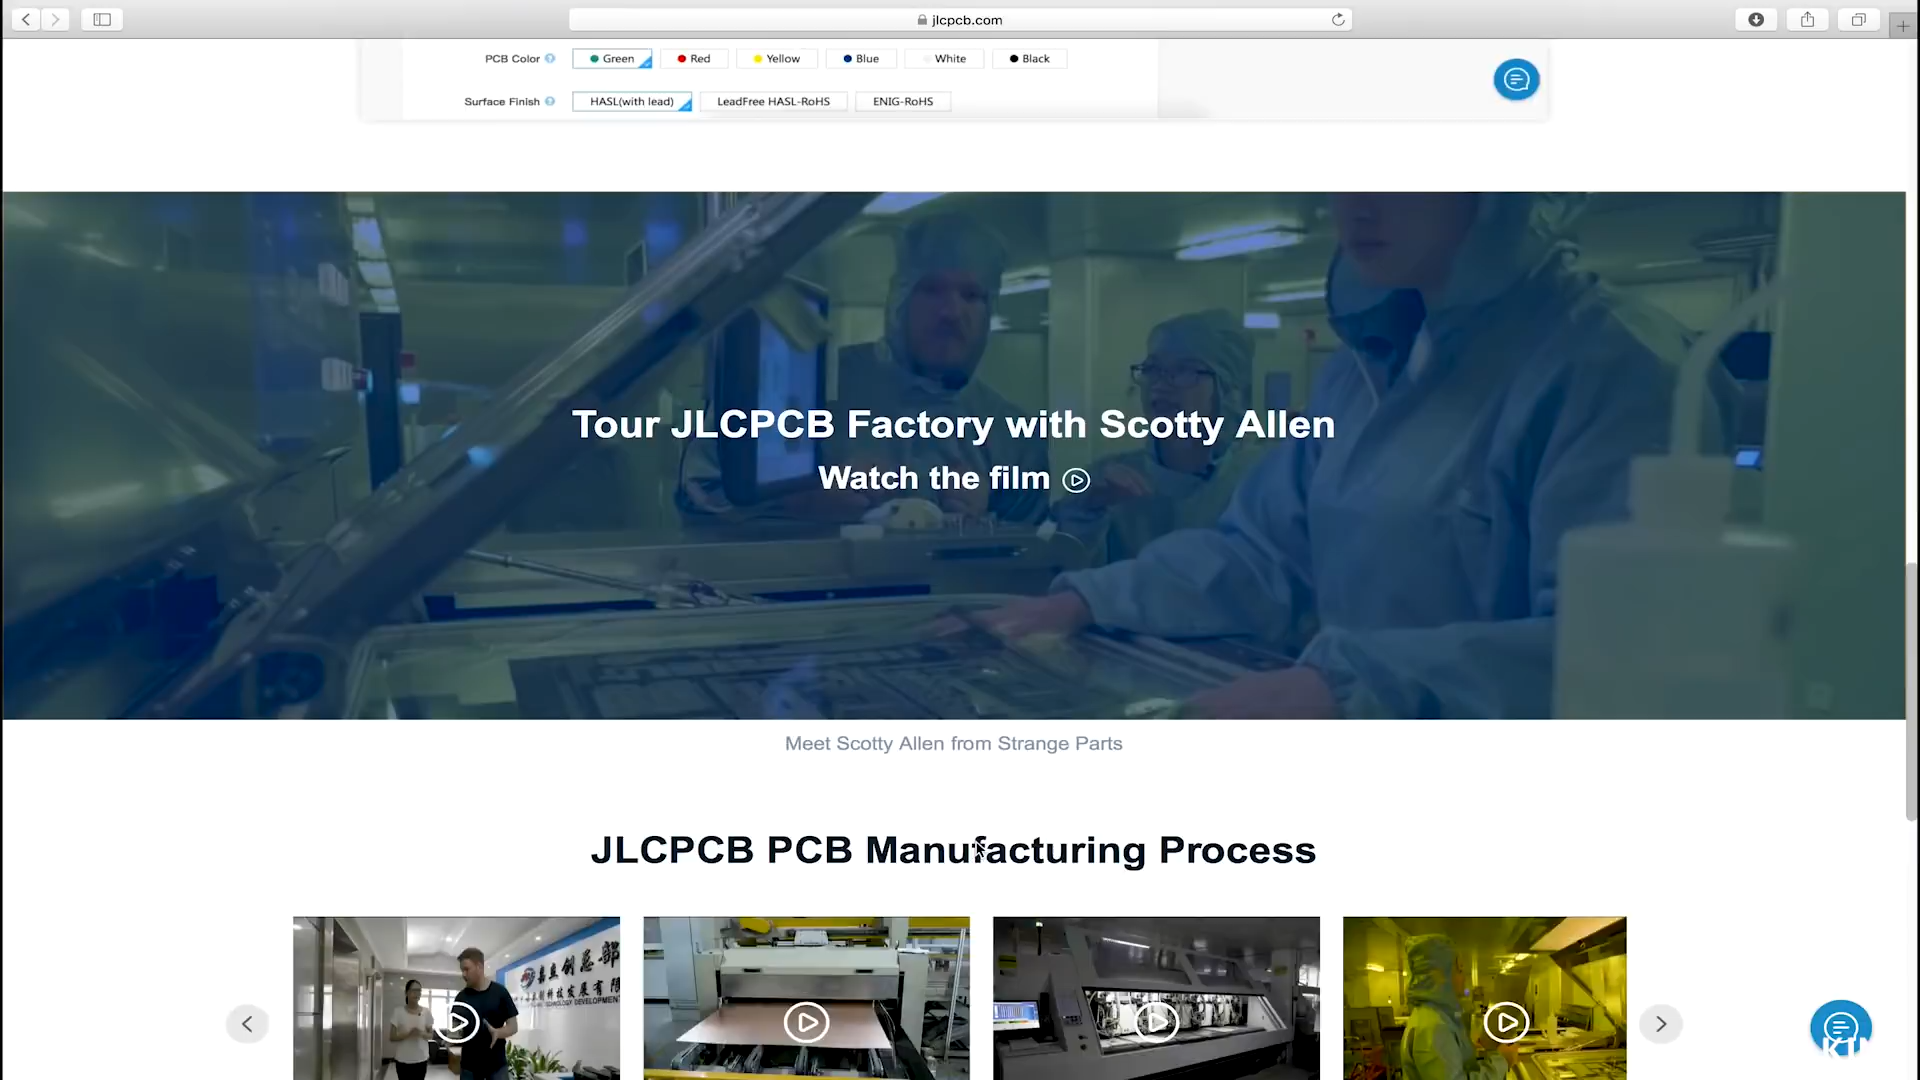 jlcpcb.com
PCB Color ? Green Red Yellow Blue White Black
Surface Finish ? HASL(with lead) LeadFree HASL-RoHS ENIG-RoHS
Tour JLCPCB Factory with Scotty Allen
Watch the film
Meet Scotty Allen from Strange Parts
JLCPCB PCB Manufacturing Process
TECHNOLOGY DEVELOPMENT